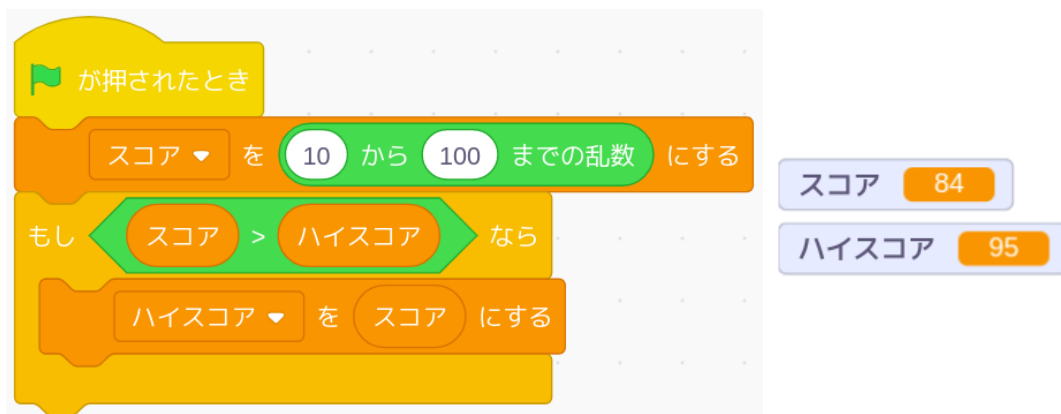 が押されたとき
スコア を 10 から 100 までの乱数 にする
もし スコア > ハイスコア なら
ハイスコア を スコア にする
スコア 84
ハイスコア 95